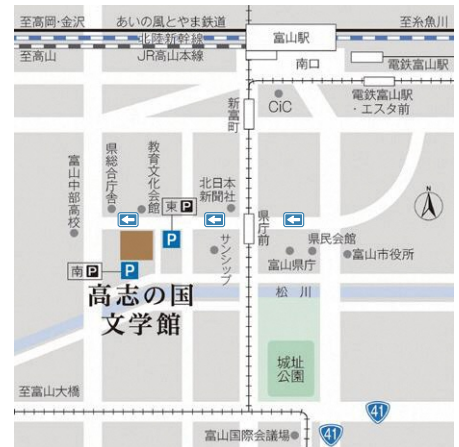 至高岡・金沢
あいの風とやま鉄道
至糸魚川
北陸新幹線
富山駅
至高山
JR高山本線
南口
電鉄富山駅
CiC
電鉄富山駅
・エスタ前
新富町
富山中部高校
県総合庁舎
教育文化会館
東P
北日本
新聞社
県庁前
県民会館
富山県庁
富山市役所
サンシップ
N
P
南P
P
高志の国
文学館
松川
城址
公園
至富山大橋
41
41
富山国際会議場